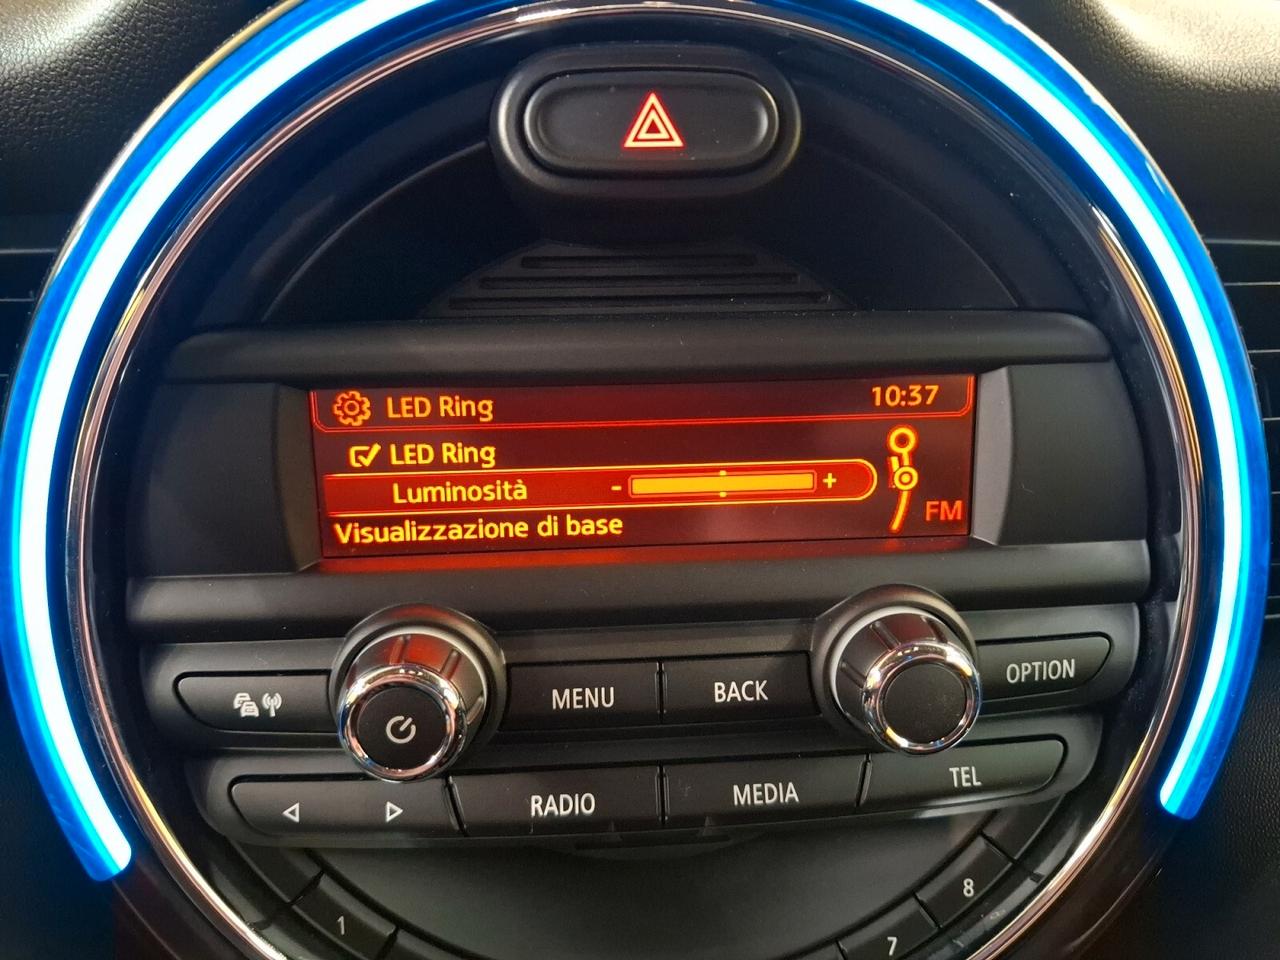 LED Ring 10:37
LED Ring
Luminosità - +
Visualizzazione di base
FM
MENU BACK OPTION
RADIO MEDIA TEL
1 7 8